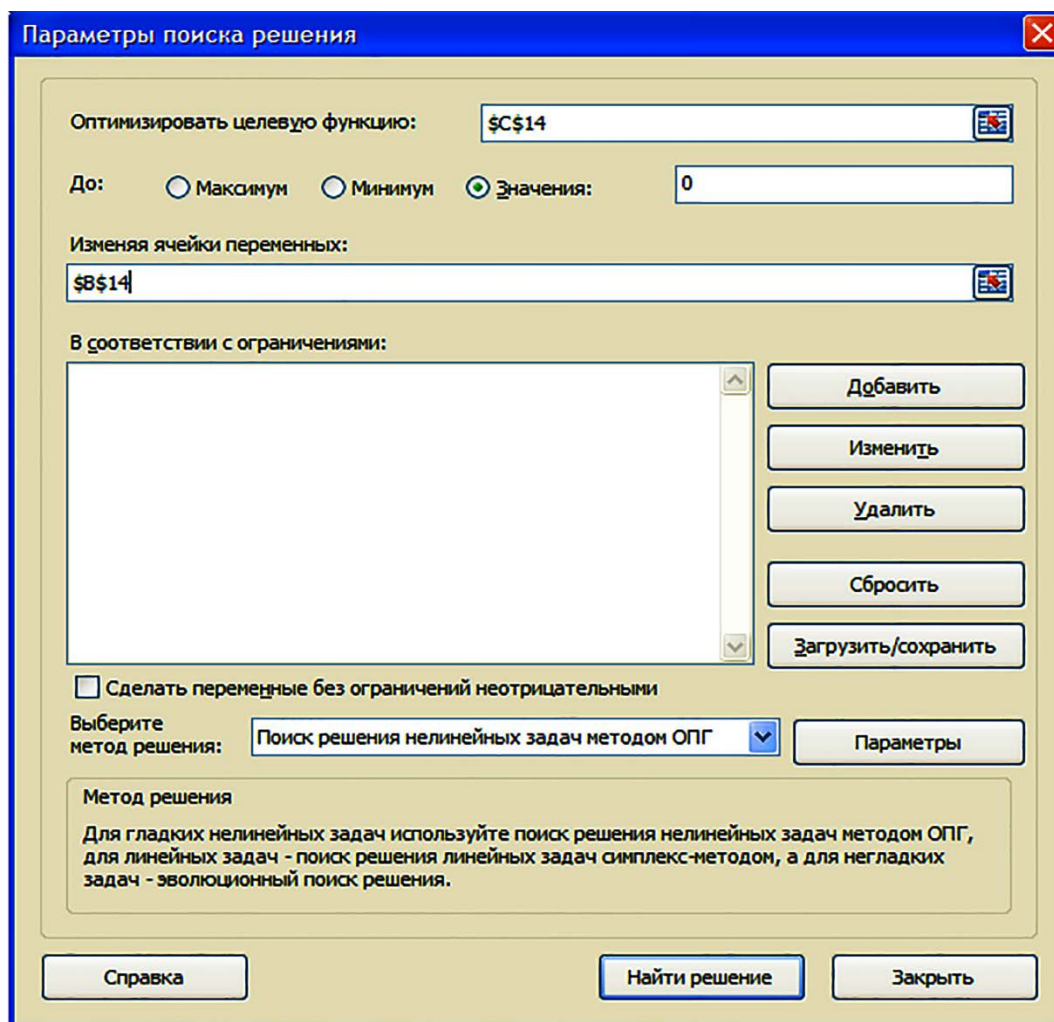 Параметры поиска решения
Оптимизировать целевую функцию:
$C$14
До:
Максимум
Минимум
Значения:
0
Изменяя ячейки переменных:
$B$14
В соответствии с ограничениями:
Добавить
Изменить
Удалить
Сбросить
Загрузить/сохранить
Сделать переменные без ограничений неотрицательными
Выберите
метод решения:
Поиск решения нелинейных задач методом ОПГ
Параметры
Метод решения
Для гладких нелинейных задач используйте поиск решения нелинейных задач методом ОПГ,
для линейных задач - поиск решения линейных задач симплекс-методом, а для негладких
задач - эволюционный поиск решения.
Справка
Найти решение
Закрыть